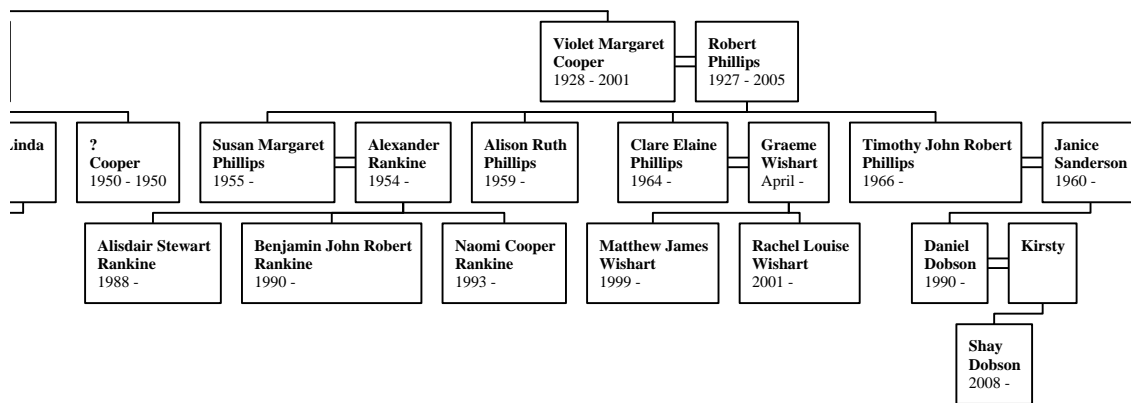 Violet Margaret
Cooper
1928 - 2001
Robert
Phillips
1927 - 2005
Linda
?
Cooper
1950 - 1950
Susan Margaret
Phillips
1955 -
Alexander
Rankine
1954 -
Alison Ruth
Phillips
1959 -
Clare Elaine
Phillips
1964 -
Graeme
Wishart
April -
Timothy John Robert
Phillips
1966 -
Janice
Sanderson
1960 -
Alisdair Stewart
Rankine
1988 -
Benjamin John Robert
Rankine
1990 -
Naomi Cooper
Rankine
1993 -
Matthew James
Wishart
1999 -
Rachel Louise
Wishart
2001 -
Daniel
Dobson
1990 -
Kirsty
Shay
Dobson
2008 -